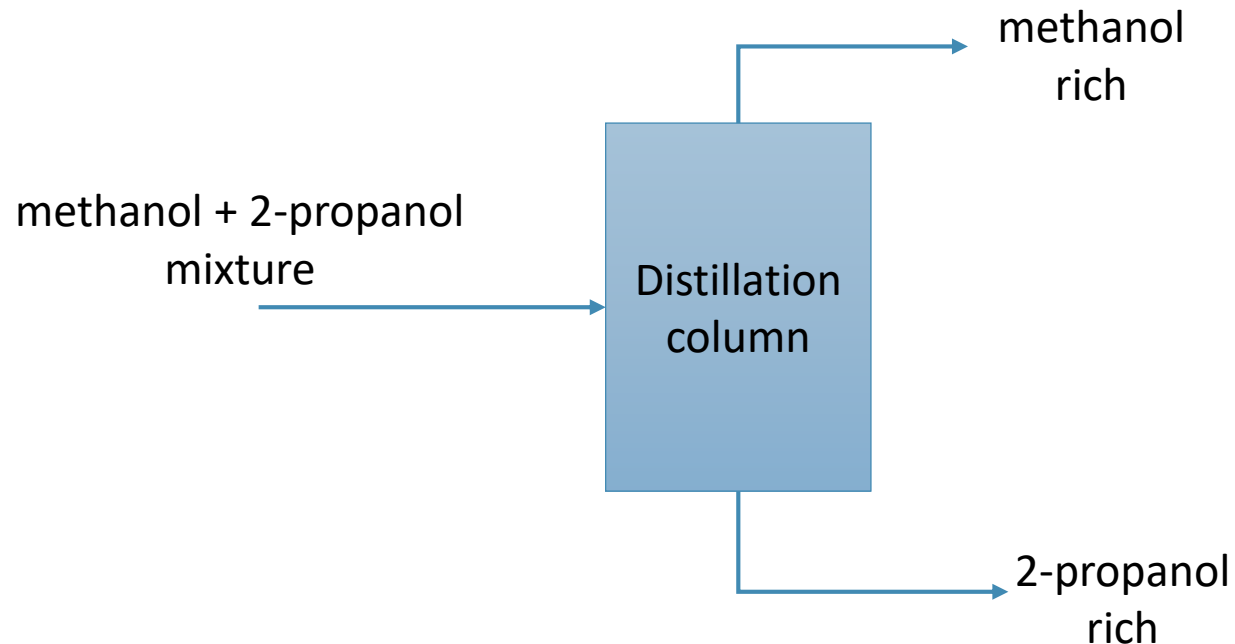 methanol
rich
methanol + 2-propanol
mixture
Distillation
column
2-propanol
rich